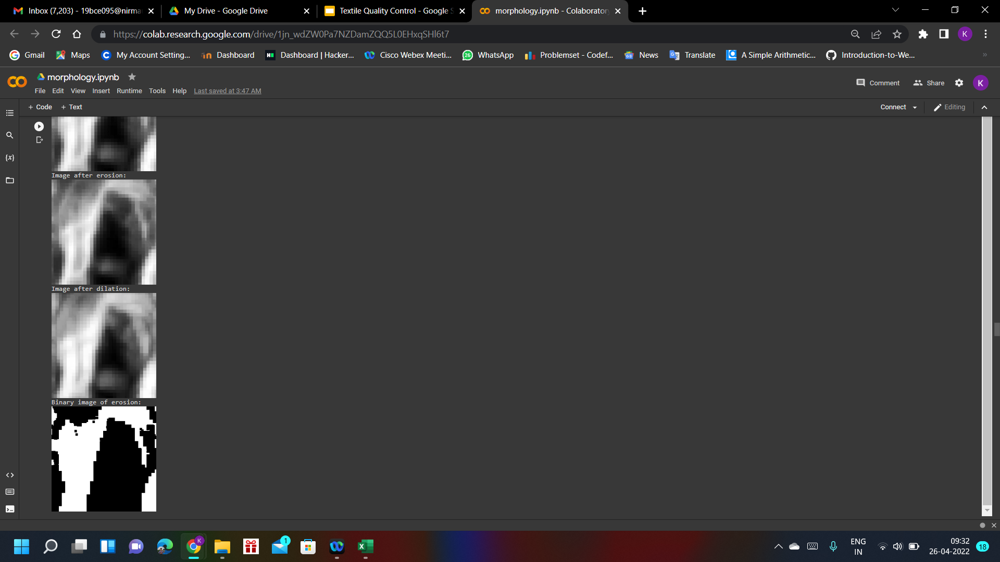 Inbox (7,203) - 19bce095@nirma
My Drive - Google Drive
Textile Quality Control - Google S
morphology.ipynb - Colaboratory
https://colab.research.google.com/drive/1jn_wdZW0Pa7NZDamZQQ5L0EHxqSHl6t7
K
Gmail
Maps
My Account Setting...
Dashboard
Dashboard | Hacker...
Cisco Webex Meeti...
26
WhatsApp
Problemset - Codef...
News
Translate
A Simple Arithmetic...
Introduction-to-We...
»
morphology.ipynb
Comment
Share
K
File Edit View Insert Runtime Tools Help Last saved at 3:47 AM
+ Code + Text
Connect
Editing
{x}
Image after erosion:
Image after dilation:
Binary image of erosion:
K
1
ENG
IN
09:32
26-04-2022
18